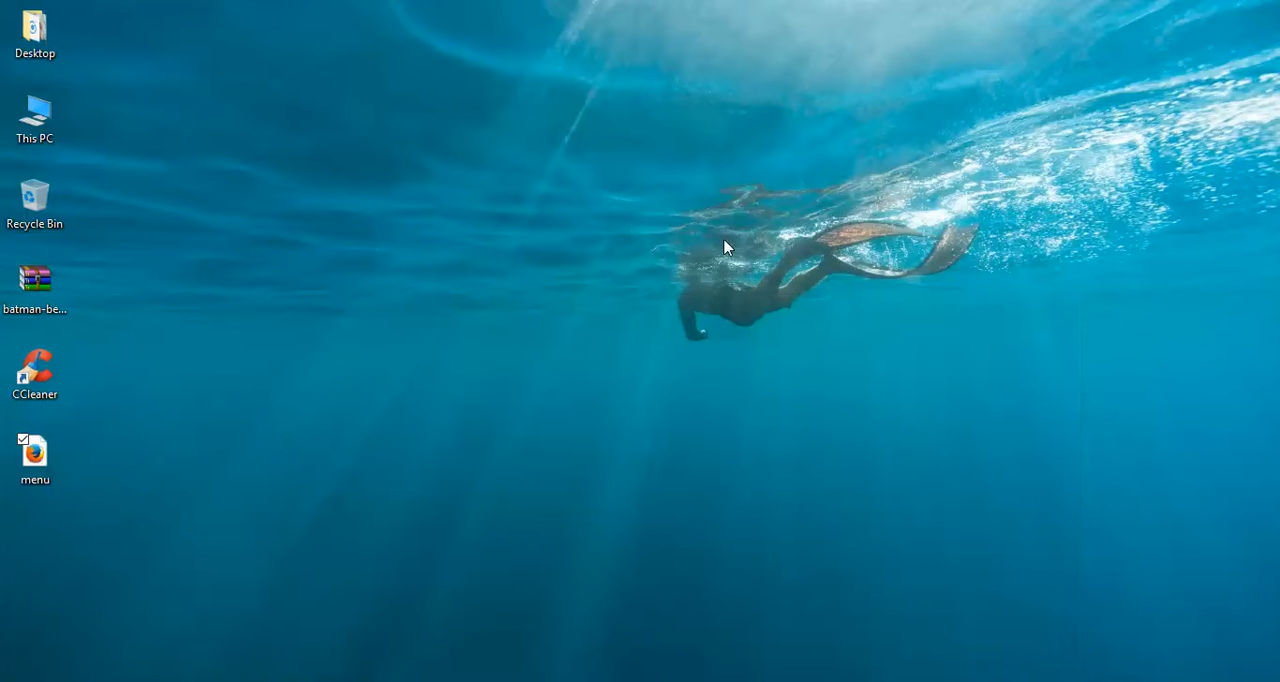 Desktop
This PC
Recycle Bin
batman-be...
CCleaner
menu